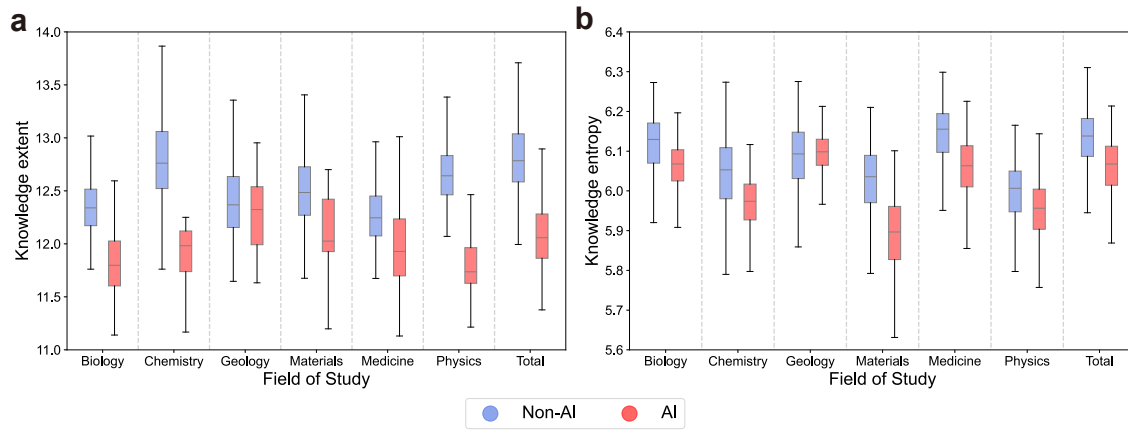 a
14.0
13.5
13.0
12.5
12.0
11.5
11.0
Knowledge extent
Biology Chemistry Geology Materials Medicine Physics Total
Field of Study
b
6.4
6.3
6.2
6.1
6.0
5.9
5.8
5.7
5.6
Knowledge entropy
Biology Chemistry Geology Materials Medicine Physics Total
Field of Study
Non-AI AI